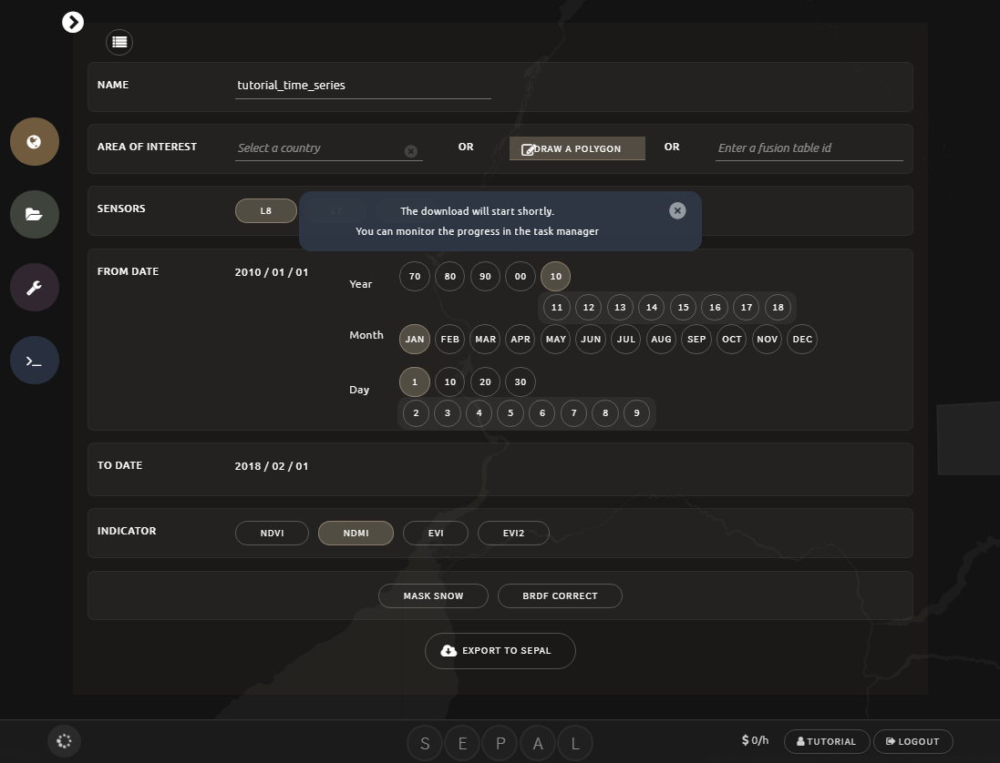 NAME tutorial_time_series
AREA OF INTEREST Select a country OR DRAW A POLYGON OR Enter a fusion table id
SENSORS L8 L7
The download will start shortly.
You can monitor the progress in the task manager
FROM DATE 2010 / 01 / 01
Year 70 80 90 00 10
11 12 13 14 15 16 17 18
Month JAN FEB MAR APR MAY JUN JUL AUG SEP OCT NOV DEC
Day 1 10 20 30
2 3 4 5 6 7 8 9
TO DATE 2018 / 02 / 01
INDICATOR NDVI NDMI EVI EVI2
MASK SNOW BRDF CORRECT
EXPORT TO SEPAL
S E P A L $ 0/h TUTORIAL LOGOUT